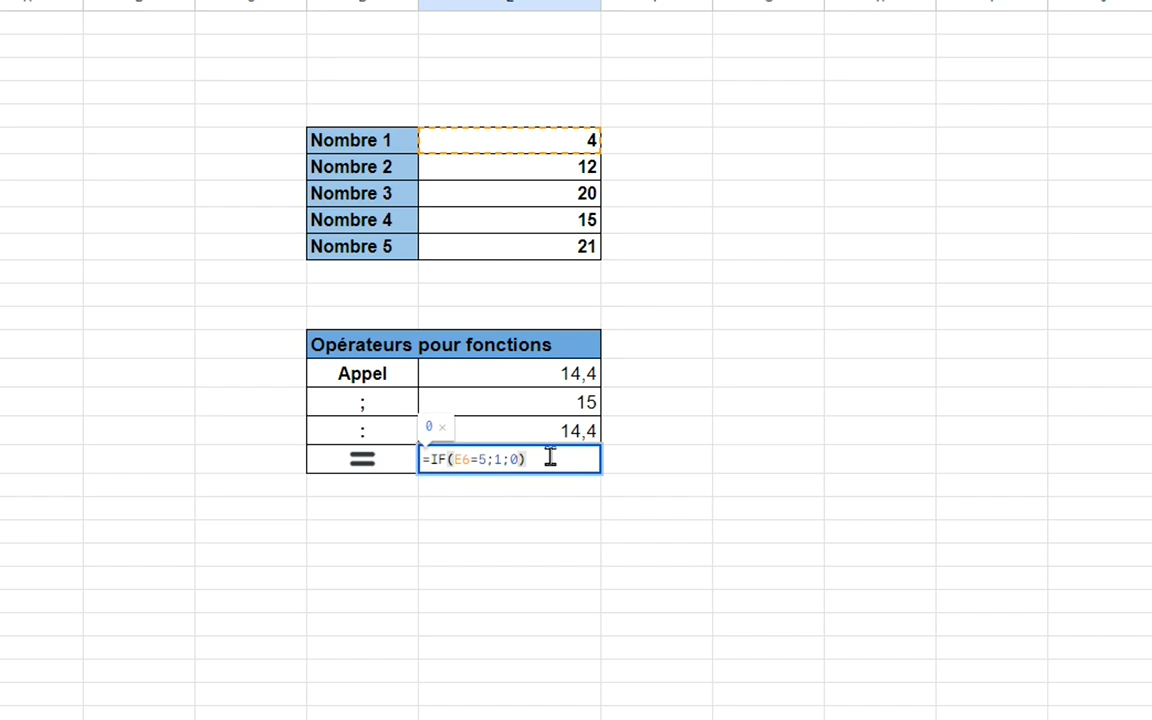 Nombre 1 4
Nombre 2 12
Nombre 3 20
Nombre 4 15
Nombre 5 21
Opérateurs pour fonctions
Appel 14,4
; 15
: 14,4
0 ×
= =IF(E6=5;1;0)